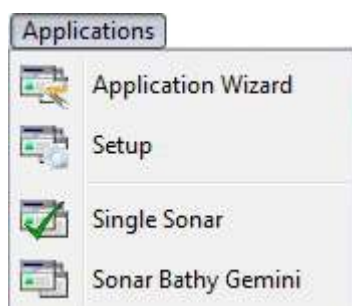 Applications
Application Wizard
Setup
Single Sonar
Sonar Bathy Gemini